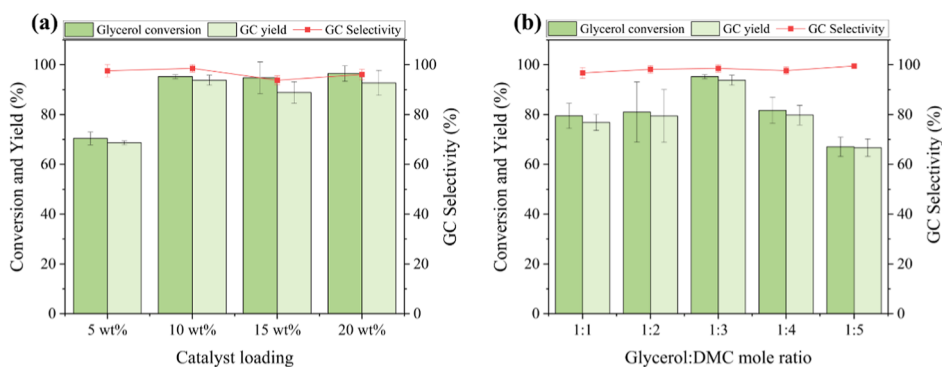 (a)
Glycerol conversion GC yield GC Selectivity
Conversion and Yield (%)
100
80
60
40
20
0
100
80
60
40
20
0
GC Selectivity (%)
5 wt% 10 wt% 15 wt% 20 wt%
Catalyst loading
(b)
Glycerol conversion GC yield GC Selectivity
Conversion and Yield (%)
100
80
60
40
20
0
100
80
60
40
20
0
GC Selectivity (%)
1:1 1:2 1:3 1:4 1:5
Glycerol:DMC mole ratio